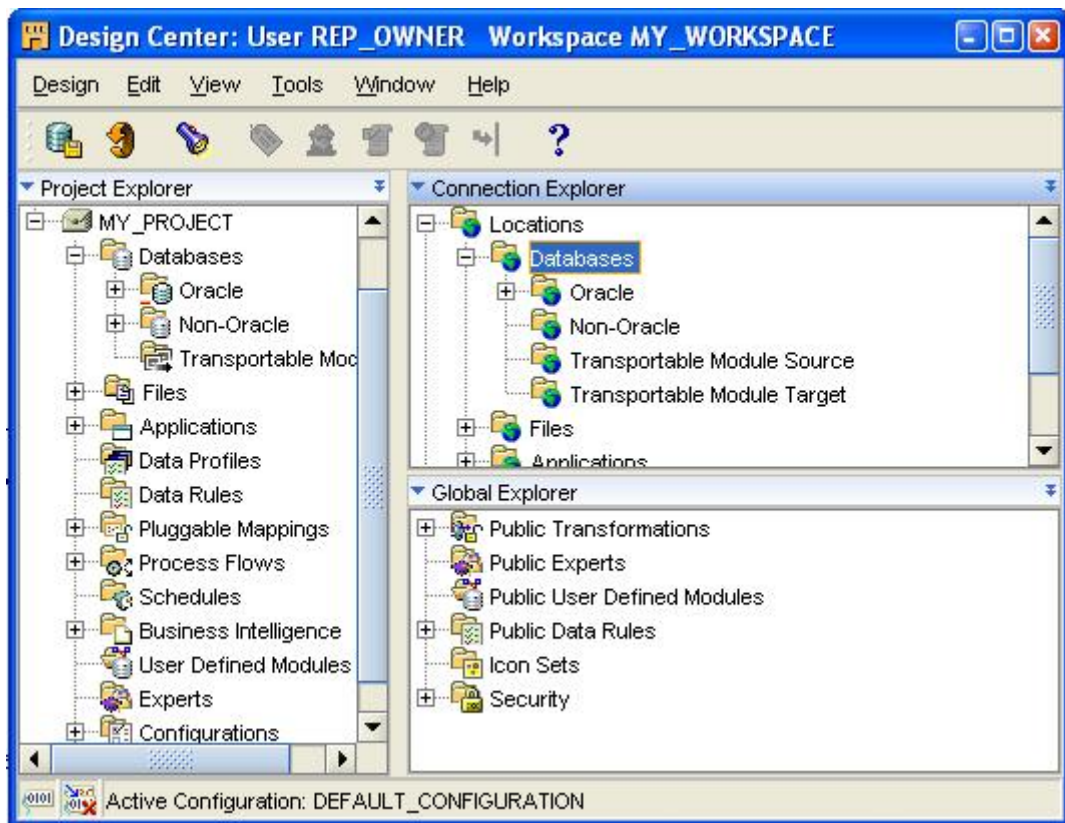 Design Center: User REP_OWNER Workspace MY_WORKSPACE
Design Edit View Tools Window Help
?
Project Explorer
MY_PROJECT
Databases
Oracle
Non-Oracle
Transportable Mod
Files
Applications
Data Profiles
Data Rules
Pluggable Mappings
Process Flows
Schedules
Business Intelligence
User Defined Modules
Experts
Configurations
Connection Explorer
Locations
Databases
Oracle
Non-Oracle
Transportable Module Source
Transportable Module Target
Files
Applications
Global Explorer
Public Transformations
Public Experts
Public User Defined Modules
Public Data Rules
Icon Sets
Security
Active Configuration: DEFAULT_CONFIGURATION